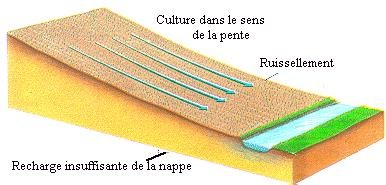 Culture dans le sens
de la pente
Ruissellement
Recharge insuffisante de la nappe